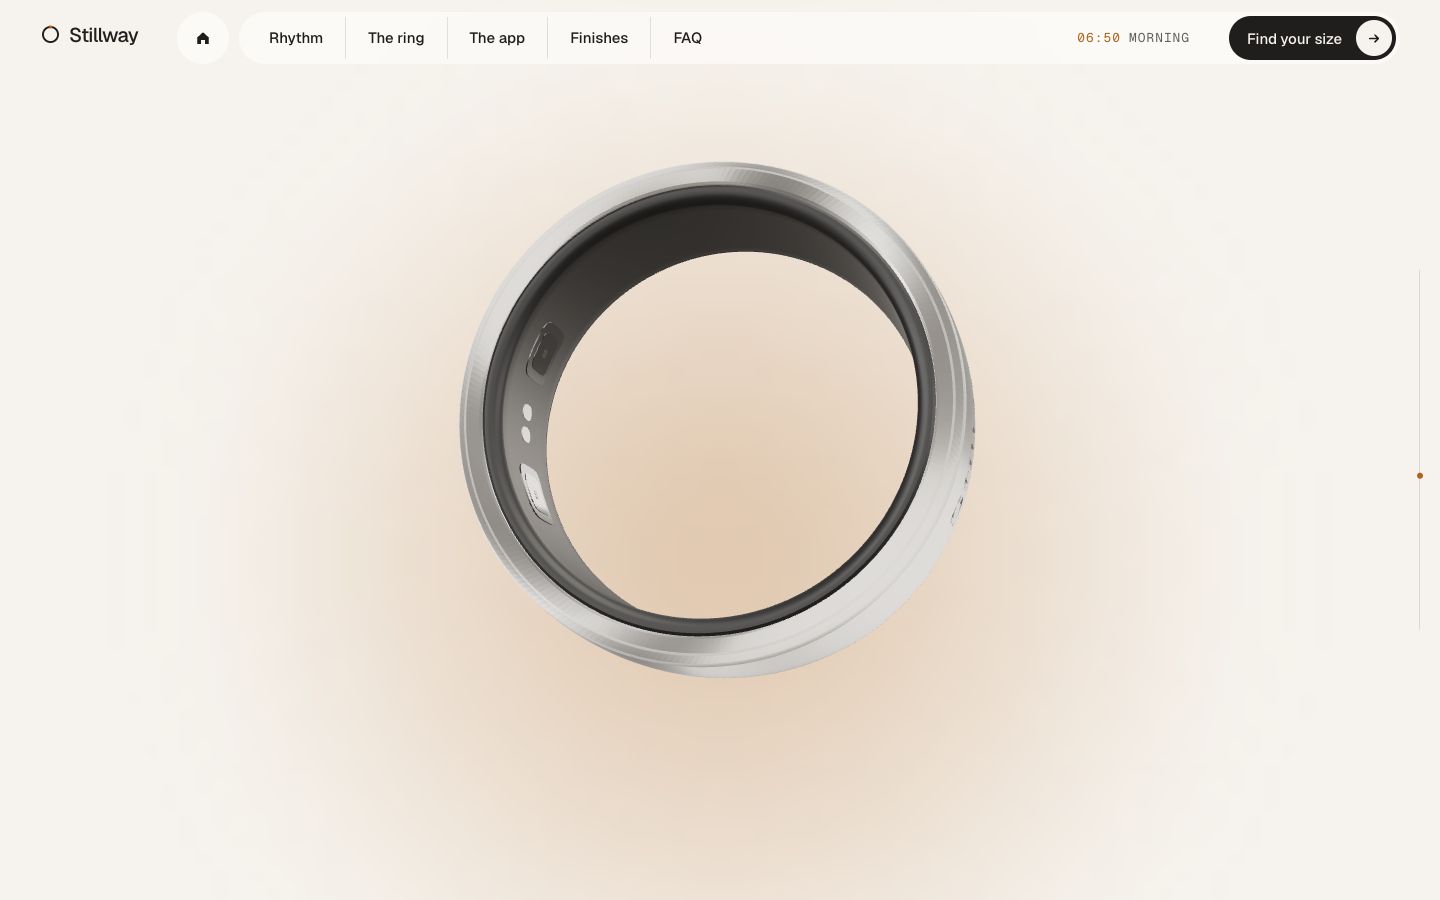 Stillway
Rhythm
The ring
The app
Finishes
FAQ
06:50 MORNING
Find your size